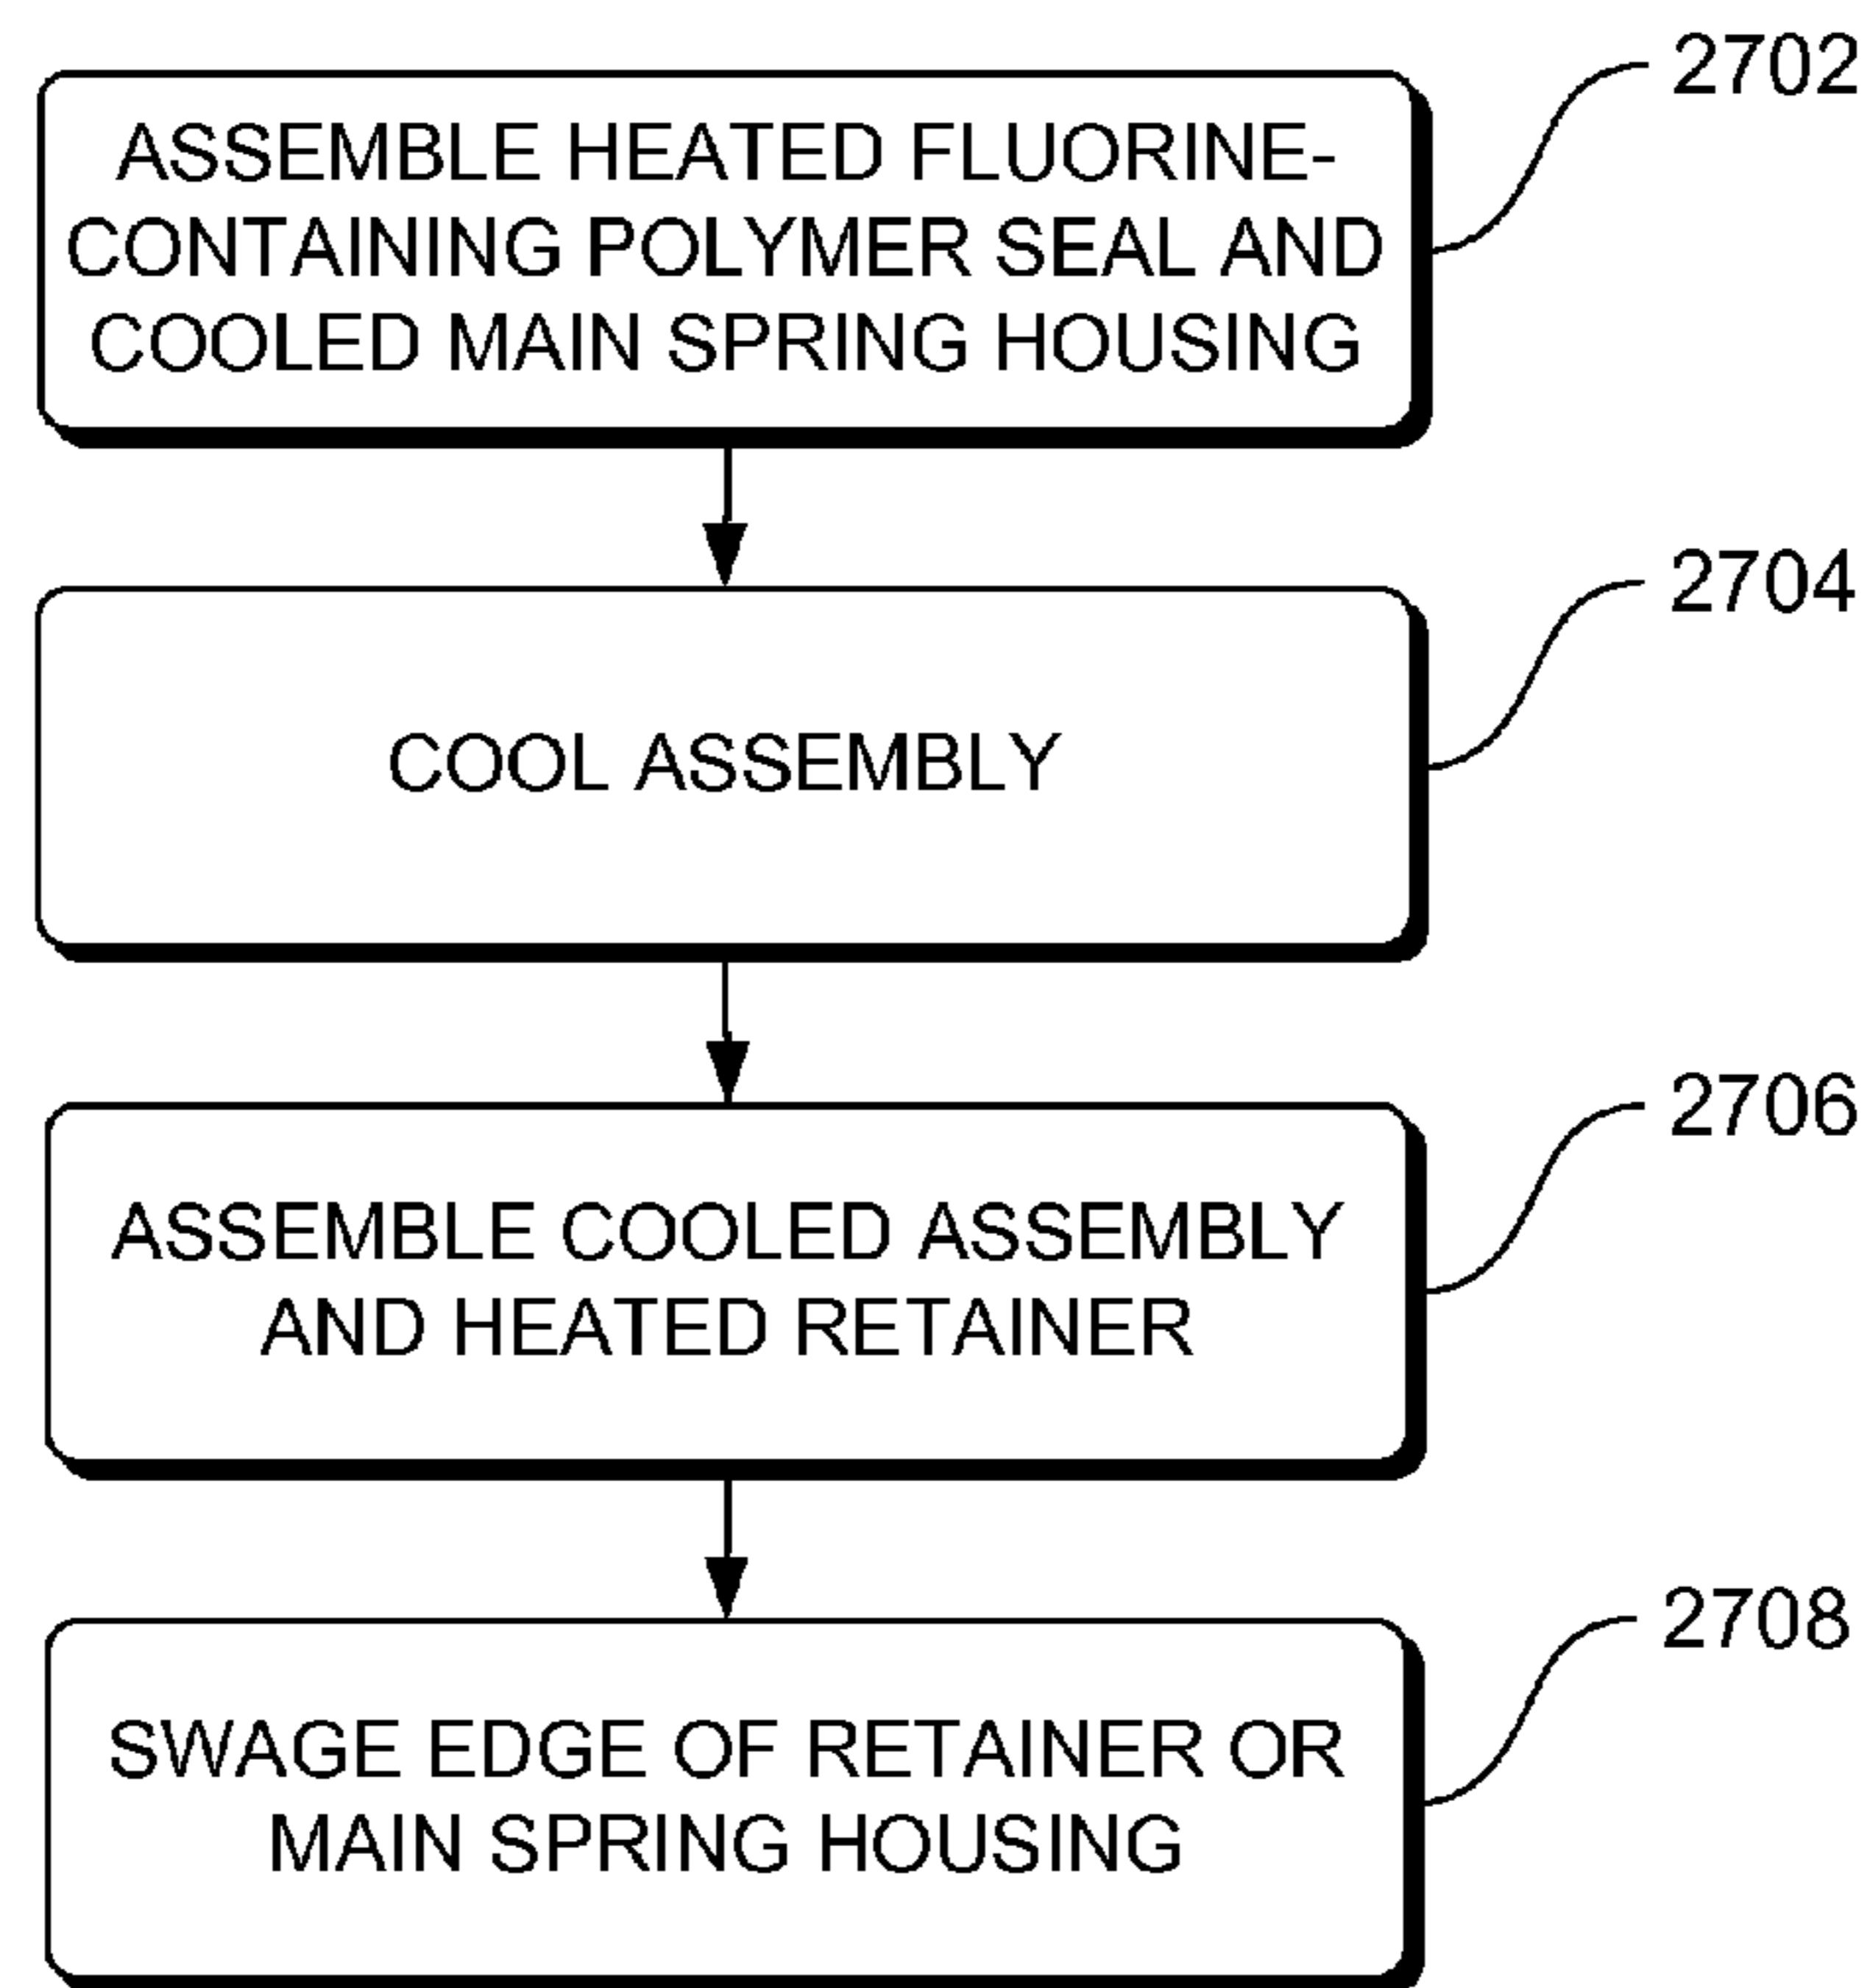 2702
ASSEMBLE HEATED FLUORINE-
CONTAINING POLYMER SEAL AND
COOLED MAIN SPRING HOUSING
2704
COOL ASSEMBLY
2706
ASSEMBLE COOLED ASSEMBLY
AND HEATED RETAINER
2708
SWAGE EDGE OF RETAINER OR
MAIN SPRING HOUSING